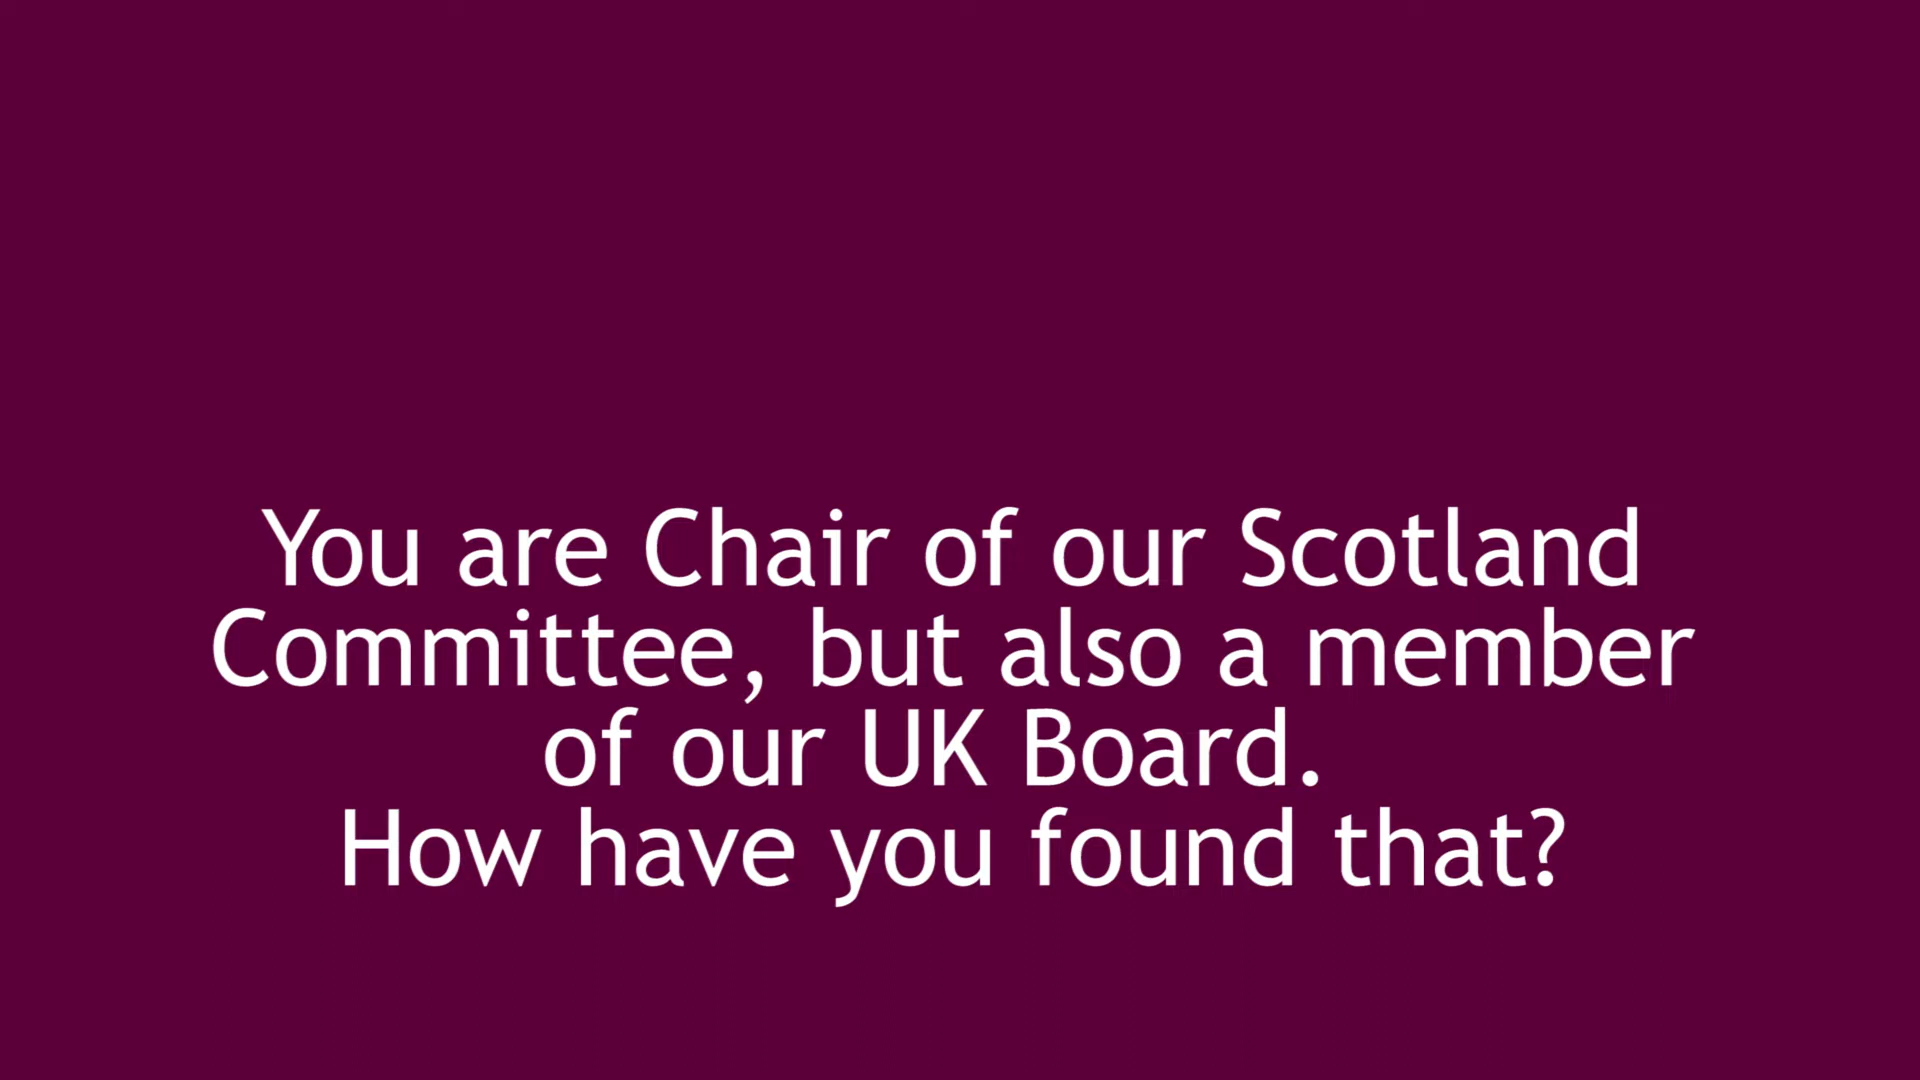 You are Chair of our Scotland
Committee, but also a member
of our UK Board.
How have you found that?